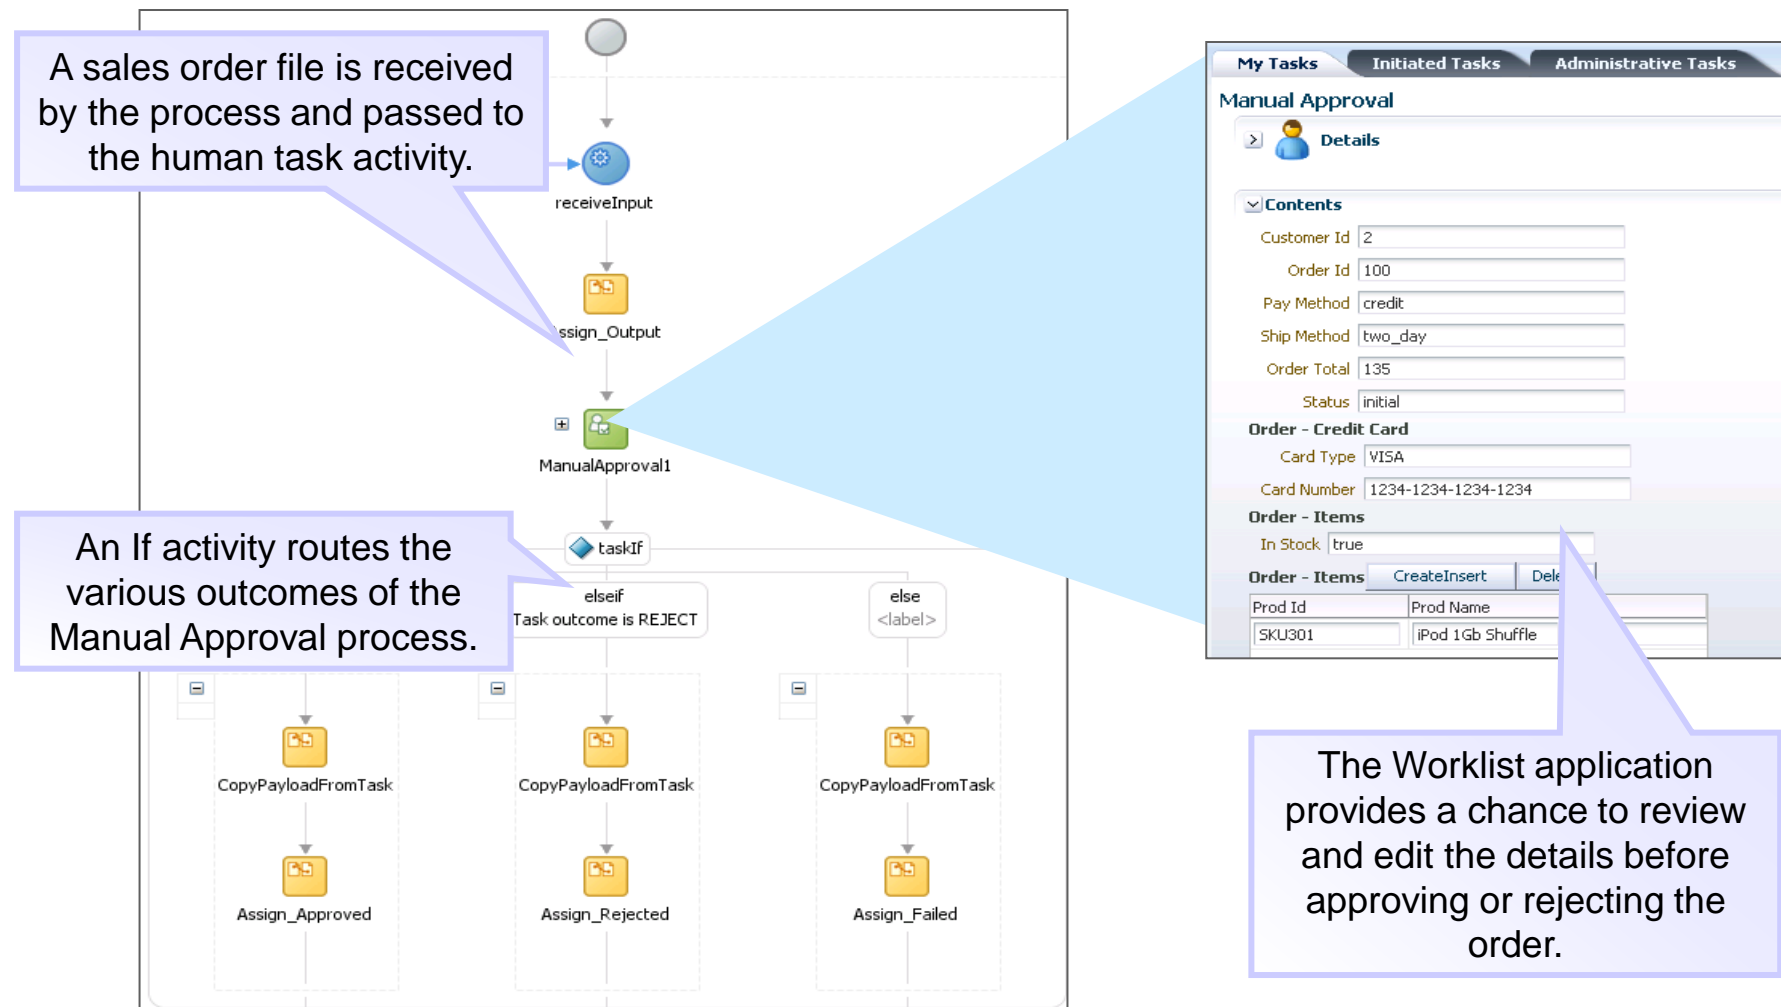 A sales order file is received
by the process and passed to
the human task activity.
receiveInput
Assign_Output
ManualApproval1
An If activity routes the
various outcomes of the
Manual Approval process.
taskIf
elseif
Task outcome is REJECT
else
<label>
CopyPayloadFromTask
CopyPayloadFromTask
CopyPayloadFromTask
Assign_Approved
Assign_Rejected
Assign_Failed
My Tasks Initiated Tasks Administrative Tasks
Manual Approval
Details
Contents
Customer Id 2
Order Id 100
Pay Method credit
Ship Method two_day
Order Total 135
Status initial
Order - Credit Card
Card Type VISA
Card Number 1234-1234-1234-1234
Order - Items
In Stock true
Order - Items CreateInsert
Prod Id Prod Name
SKU301 iPod 1Gb Shuffle
The Worklist application
provides a chance to review
and edit the details before
approving or rejecting the
order.